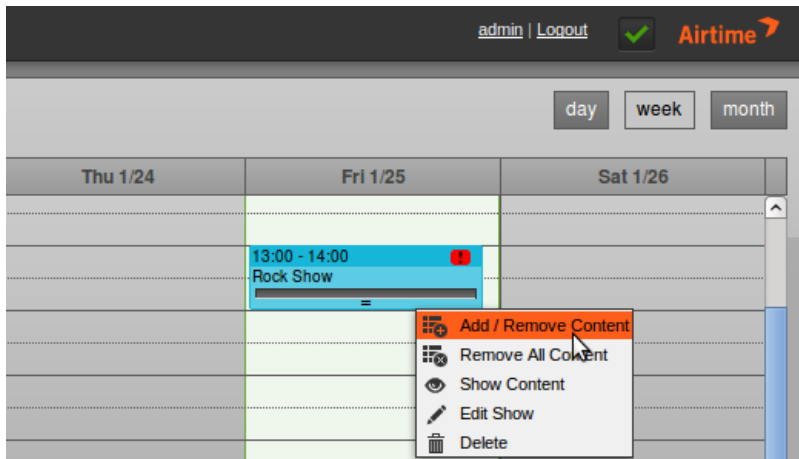 admin | Logout
Airtime
day week month
Thu 1/24 Fri 1/25 Sat 1/26
13:00 - 14:00 !
Rock Show
Add / Remove Content
Remove All Content
Show Content
Edit Show
Delete